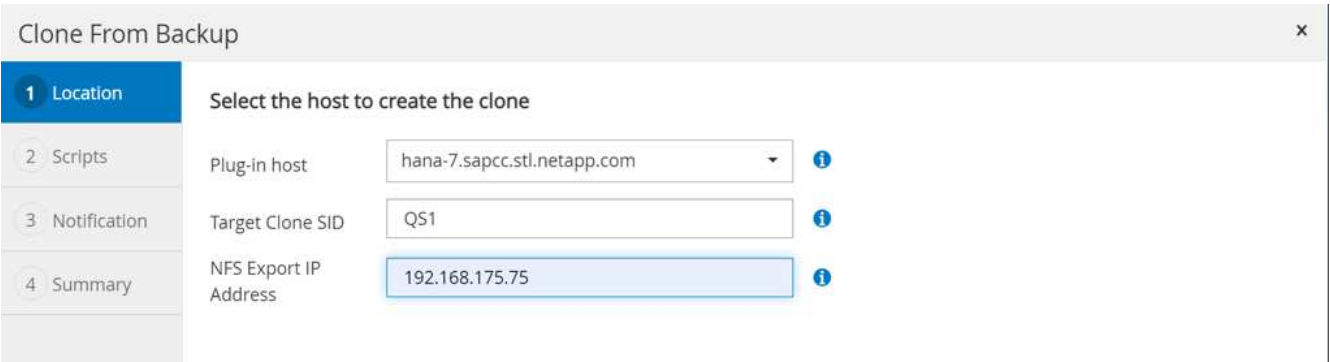 Clone From Backup x
1 Location
2 Scripts
3 Notification
4 Summary
Select the host to create the clone
Plug-in host hana-7.sapcc.stl.netapp.com i
Target Clone SID QS1 i
NFS Export IP
Address 192.168.175.75 i